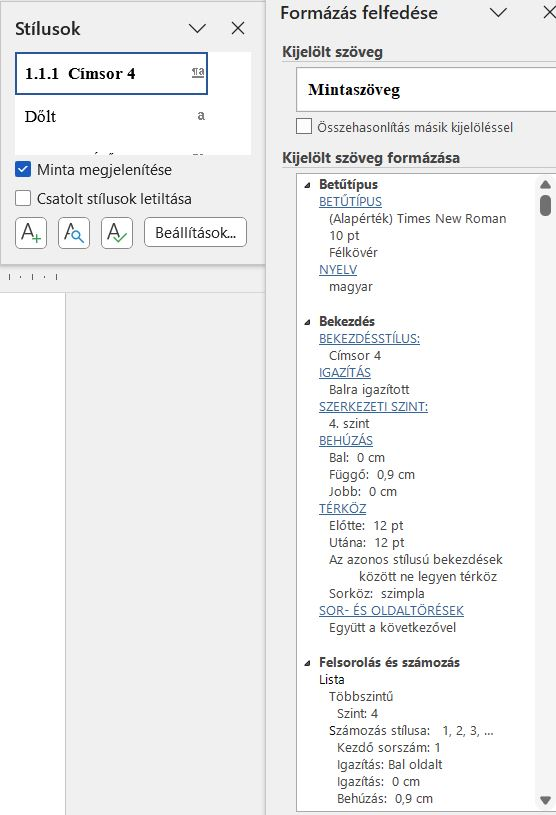 Stílusok
1.1.1 Címsor 4 ¶a
Dőlt a
Minta megjelenítése
Csatolt stílusok letiltása
Beállítások...
Formázás felfedése
Kijelölt szöveg
Mintaszöveg
Összehasonlítás másik kijelöléssel
Kijelölt szöveg formázása
Betűtípus
BETŰTÍPUS
(Alapérték) Times New Roman
10 pt
Félkövér
NYELV
magyar
Bekezdés
BEKEZDÉSSTÍLUS:
Címsor 4
IGAZÍTÁS
Balra igazított
SZERKEZETI SZINT:
4. szint
BEHÚZÁS
Bal: 0 cm
Függő: 0,9 cm
Jobb: 0 cm
TÉRKÖZ
Előtte: 12 pt
Utána: 12 pt
Az azonos stílusú bekezdések
között ne legyen térköz
Sorköz: szimpla
SOR- ÉS OLDALTÖRÉSEK
Együtt a következővel
Felsorolás és számozás
Lista
Többszintű
Szint: 4
Számozás stílusa: 1, 2, 3, ...
Kezdő sorszám: 1
Igazítás: Bal oldalt
Igazítás: 0 cm
Behúzás: 0,9 cm